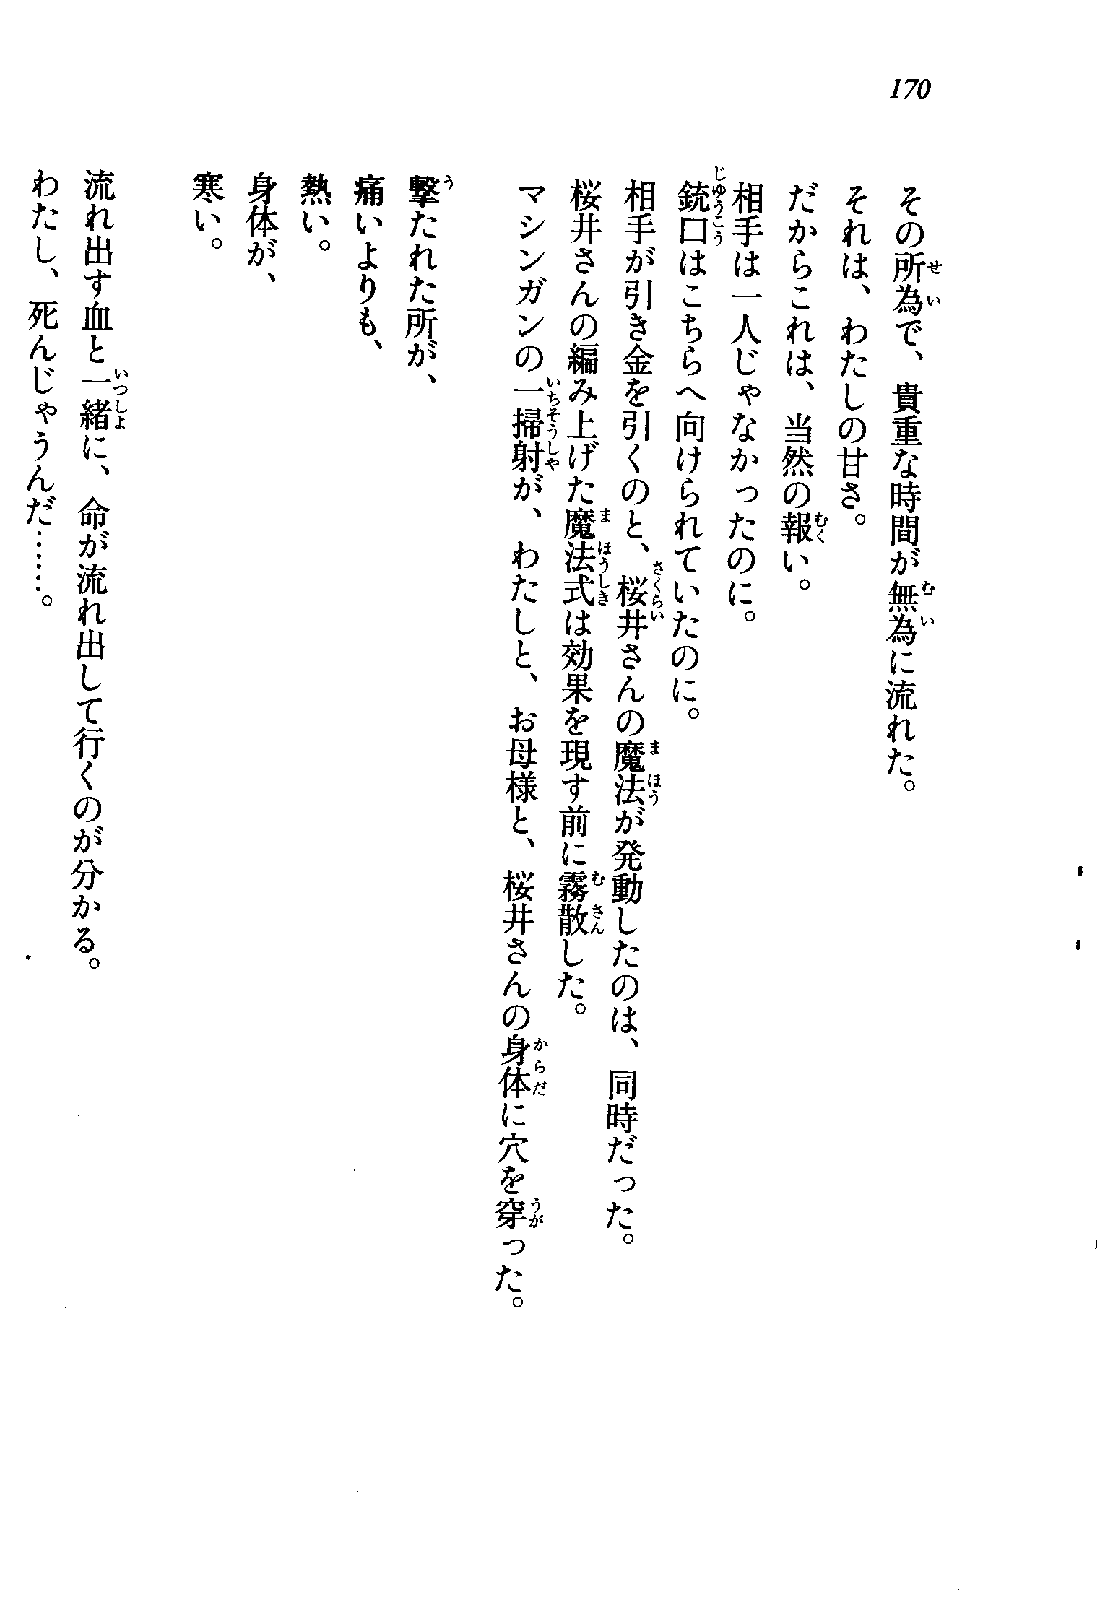 170
その所為で、貴重な時間が無為に流れた。
それは、わたしの甘さ。
だからこれは、当然の報い。
相手は一人じゃなかったのに。
銃口はこちらへ向けられていたのに。
相手が引き金を引くのと、桜井さんの魔法が発動したのは、同時だった。
桜井さんの編み上げた魔法式は効果を現す前に霧散した。
マシンガンの一掃射が、わたしと、お母様と、桜井さんの身体に穴を穿った。
撃たれた所が、
痛いよりも、
熱い。
身体が、
寒い。
流れ出す血と一緒に、命が流れ出して行くのが分かる。
わたし、死んじゃうんだ……。